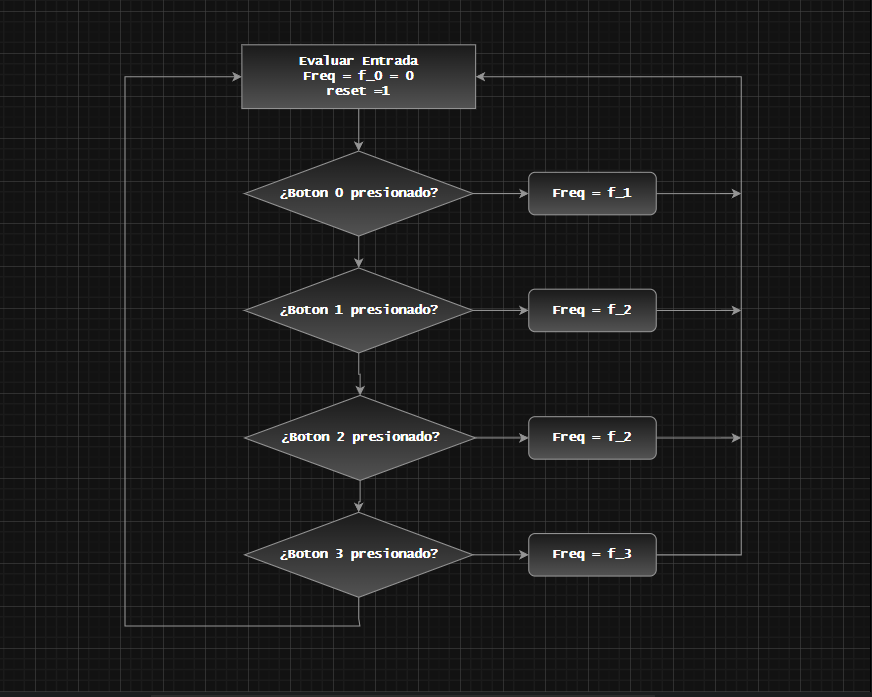 Evaluar Entrada
Freq = f_0 = 0
reset =1
¿Boton 0 presionado?
Freq = f_1
¿Boton 1 presionado?
Freq = f_2
¿Boton 2 presionado?
Freq = f_2
¿Boton 3 presionado?
Freq = f_3